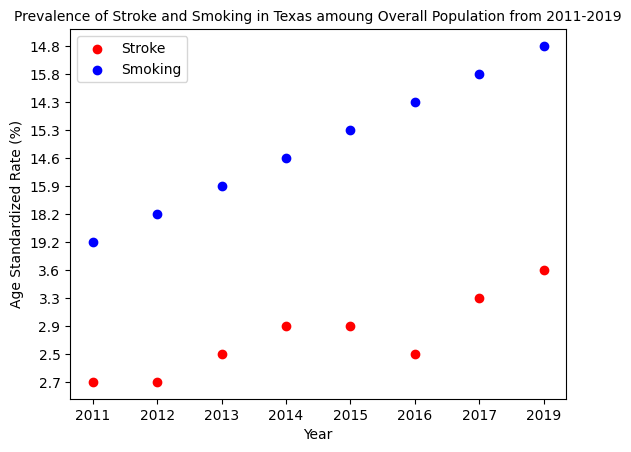 Prevalence of Stroke and Smoking in Texas amoung Overall Population from 2011-2019
Stroke
Smoking
Age Standardized Rate (%)
14.8
15.8
14.3
15.3
14.6
15.9
18.2
19.2
3.6
3.3
2.9
2.5
2.7
2011 2012 2013 2014 2015 2016 2017 2019
Year